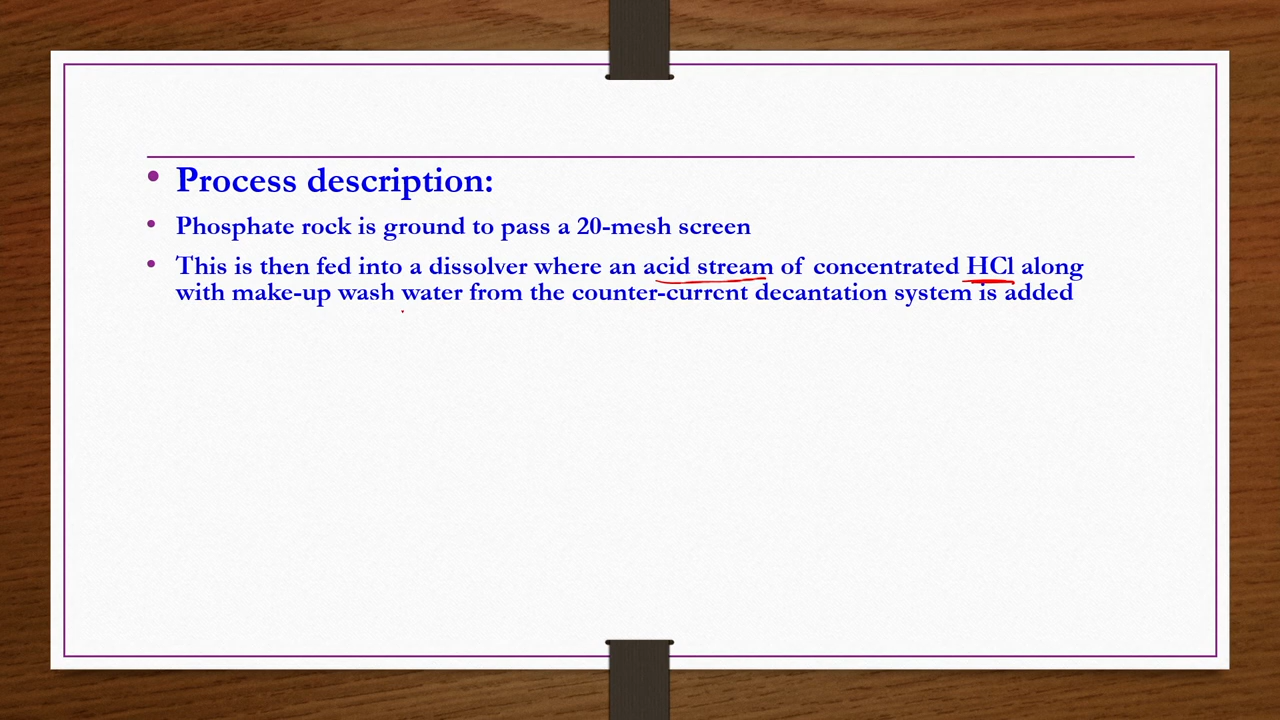 • Process description:
• Phosphate rock is ground to pass a 20-mesh screen
• This is then fed into a dissolver where an acid stream of concentrated HCl along
with make-up wash water from the counter-current decantation system is added